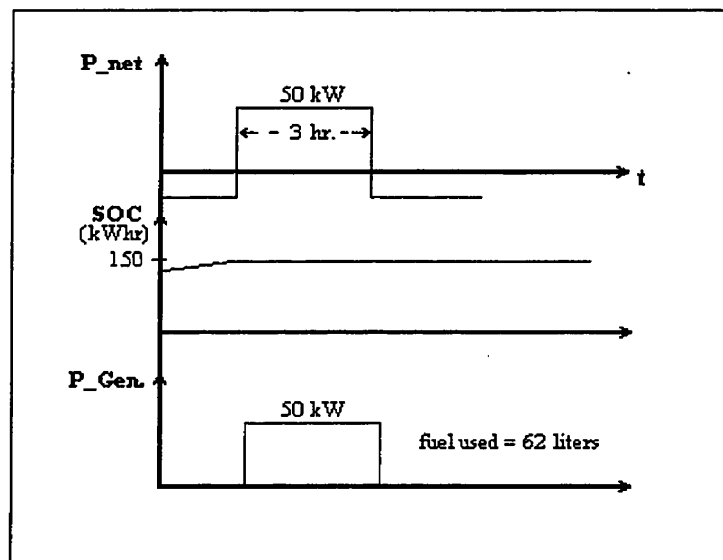 P_net
50 kW
3 hr.
t
SOC
(kWhr)
150
P_Gen.
50 kW
fuel used = 62 liters